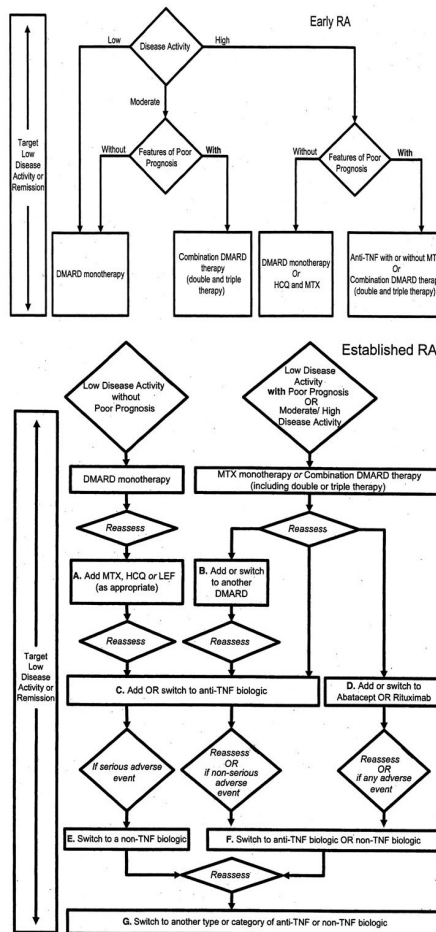 Early RA
Disease Activity
Low
High
Moderate
Features of Poor
Prognosis
Without
With
Features of Poor
Prognosis
Without
With
Target
Low
Disease
Activity or
Remission
DMARD monotherapy
Combination DMARD
therapy
(double and triple
therapy)
DMARD monotherapy
Or
HCQ and MTX
Anti-TNF with or without MT
Or
Combination DMARD therap
(double and triple therapy)
Established RA
Low Disease Activity
without
Poor Prognosis
Low Disease
Activity
with Poor Prognosis
OR
Moderate/ High
Disease Activity
DMARD monotherapy
MTX monotherapy or Combination DMARD therapy
(including double or triple therapy)
Reassess
Reassess
A. Add MTX, HCQ or LEF
(as appropriate)
B. Add or switch
to another
DMARD
Reassess
Reassess
Target
Low
Disease
Activity
or Remission
C. Add OR switch to anti-TNF biologic
D. Add or switch to
Abatacept OR Rituximab
If serious adverse
event
Reassess
OR
if non-serious
adverse
event
Reassess
OR
if any adverse
event
E. Switch to a non-TNF biologic
F. Switch to anti-TNF biologic OR non-TNF biologic
Reassess
G. Switch to another type or category of anti-TNF or non-TNF biologic